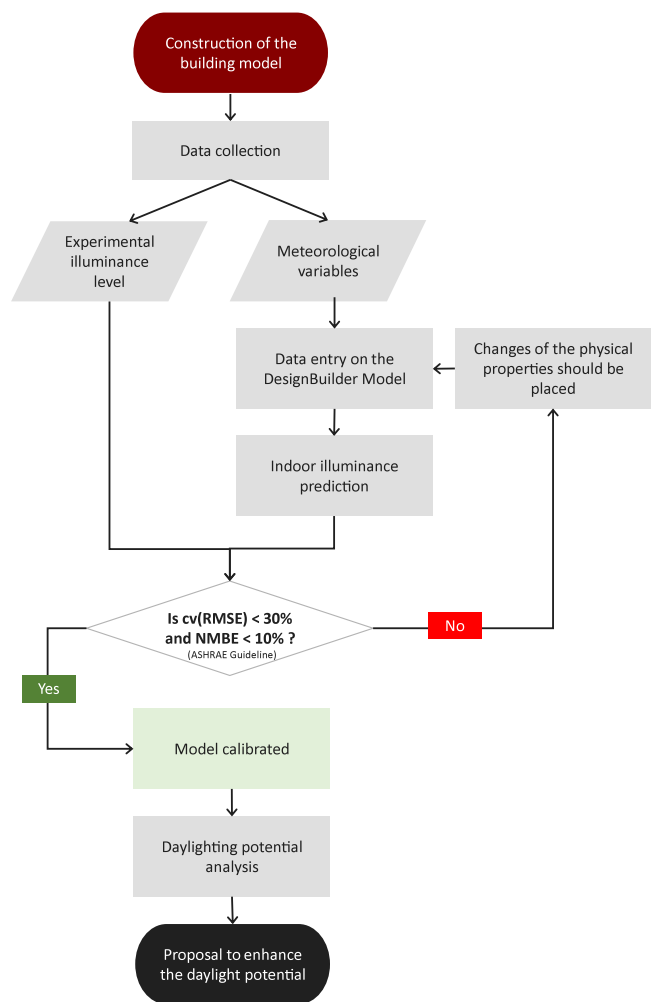 Construction of the
building model
Data collection
Experimental
illuminance
level
Meteorological
variables
Data entry on the
DesignBuilder Model
Changes of the physical
properties should be
placed
Indoor illuminance
prediction
Is cv(RMSE) < 30%
and NMBE < 10% ?
(ASHRAE Guideline)
No
Yes
Model calibrated
Daylighting potential
analysis
Proposal to enhance
the daylight potential